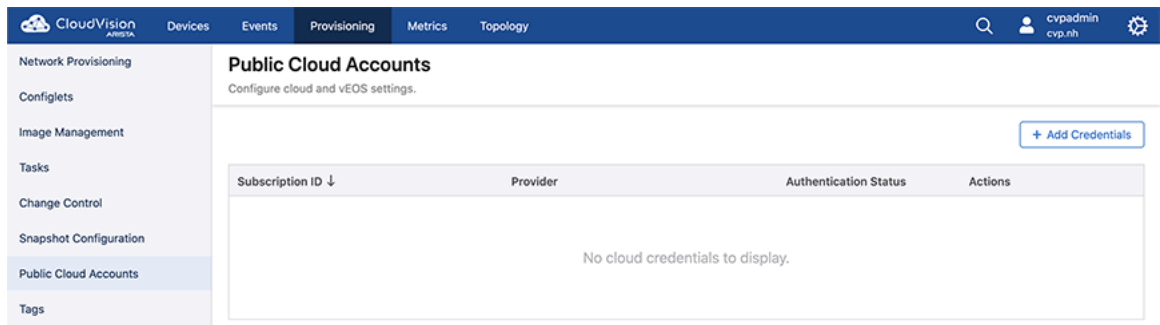 CloudVision Devices Events Provisioning Metrics Topology cvpadmin
ARISTA cvp.nh
Network Provisioning
Configlets
Image Management
Tasks
Change Control
Snapshot Configuration
Public Cloud Accounts
Tags
Public Cloud Accounts
Configure cloud and vEOS settings.
+ Add Credentials
Subscription ID ↓ Provider Authentication Status Actions
No cloud credentials to display.